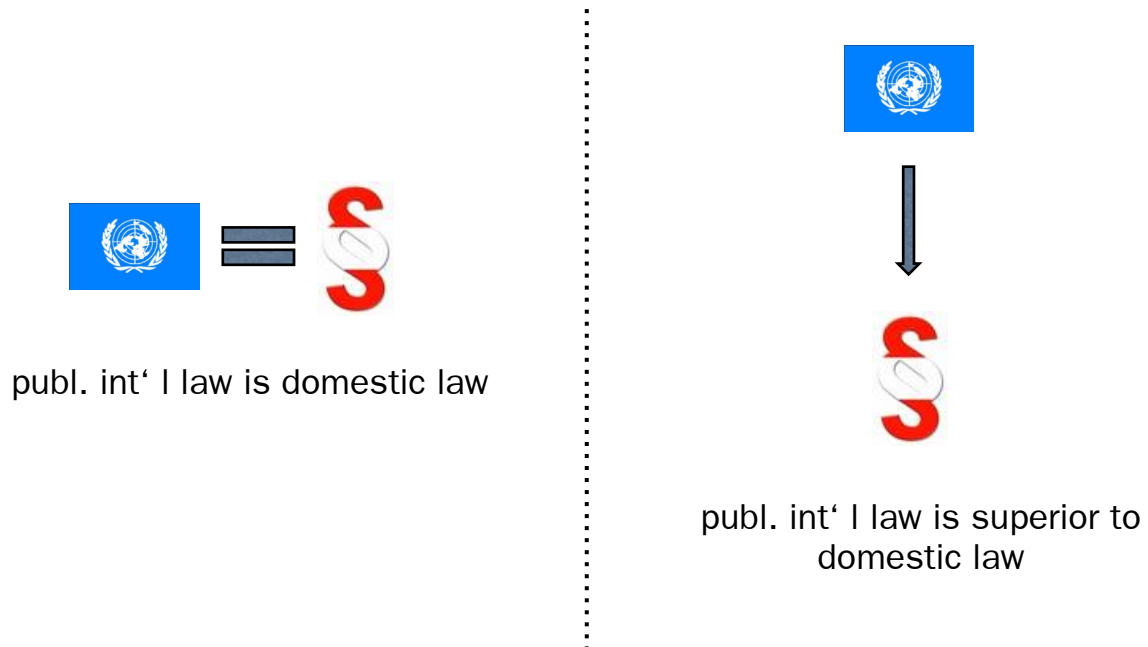 publ. int‘ l law is domestic law
publ. int‘ l law is superior to
domestic law